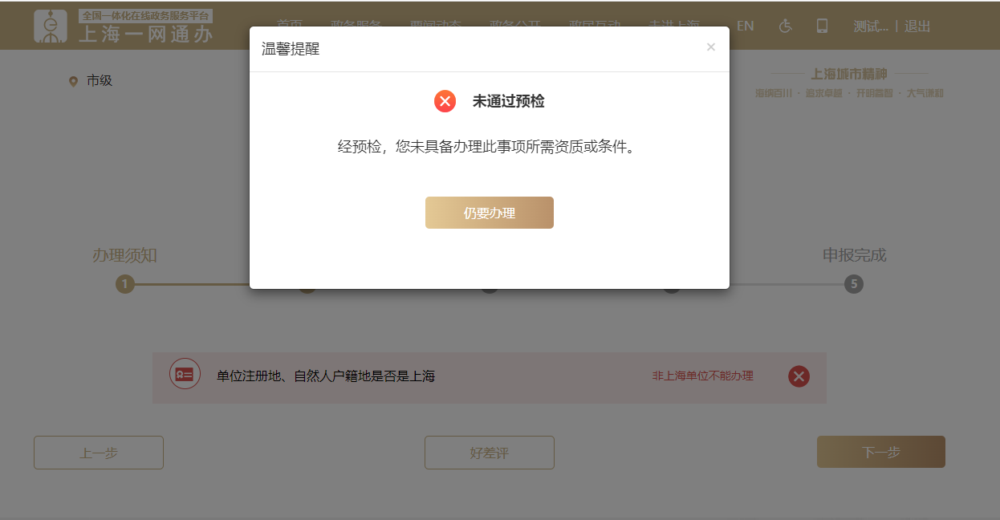 全国一体化在线政务服务平台
上海一网通办
首页 政务服务 要闻动态 政务公开 政民互动 走进上海 EN 测试... | 退出
温馨提醒 ×
市级
上海城市精神
海纳百川 · 追求卓越 · 开明睿智 · 大气谦和
未通过预检
经预检，您未具备办理此事项所需资质或条件。
仍要办理
办理须知 申报完成
1 5
单位注册地、自然人户籍地是否是上海 非上海单位不能办理
上一步 好差评 下一步